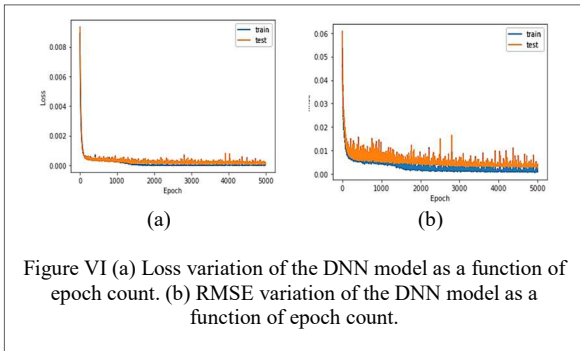 train
test
0.008
0.006
0.004
0.002
0.000
Loss
0 1000 2000 3000 4000 5000
Epoch
(a)
train
test
0.06
0.05
0.04
0.03
0.02
0.01
0.00
0 1000 2000 3000 4000 5000
Epoch
(b)
Figure VI (a) Loss variation of the DNN model as a function of
epoch count. (b) RMSE variation of the DNN model as a
function of epoch count.